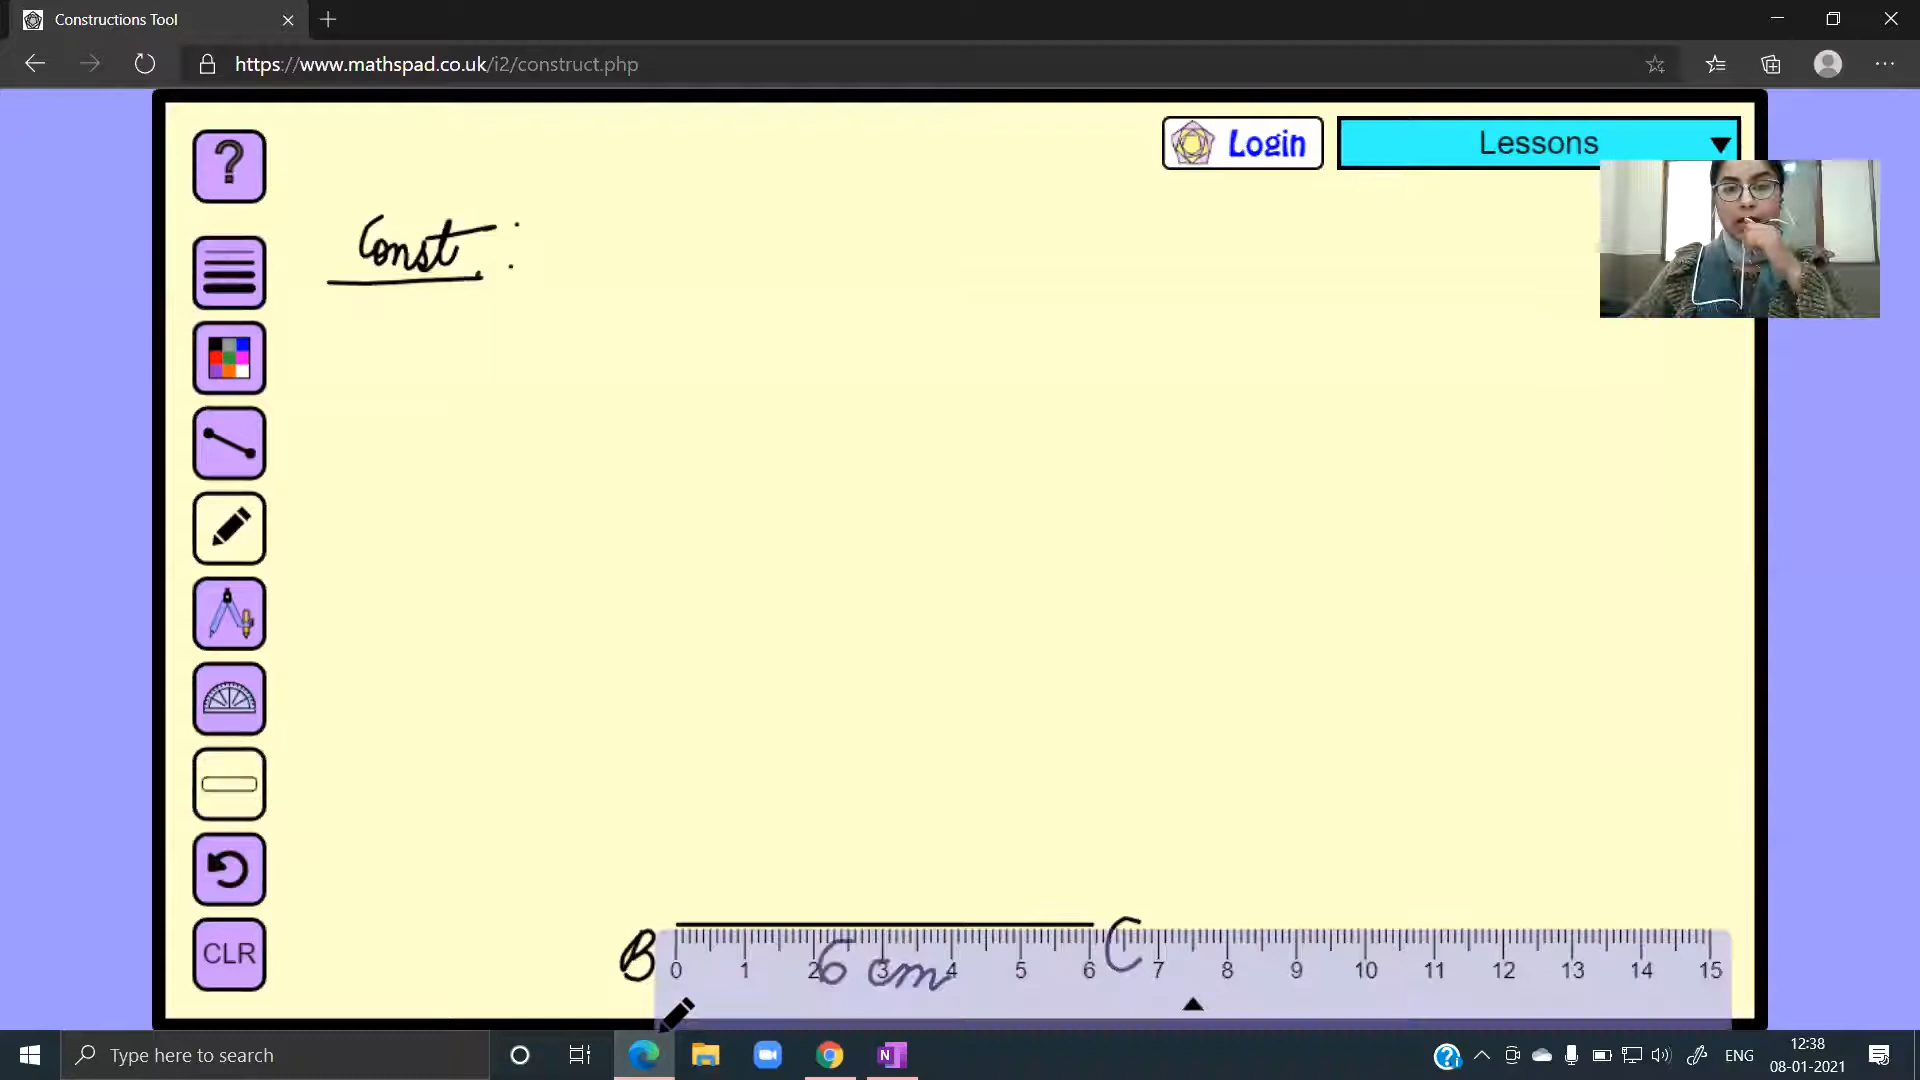 Constructions Tool
https://www.mathspad.co.uk/i2/construct.php
Login
Lessons
?
Const. :
CLR
B
C
0 1 2 3 4 5 6 7 8 9 10 11 12 13 14 15
6 cm
Type here to search
N
ENG
12:38
08-01-2021